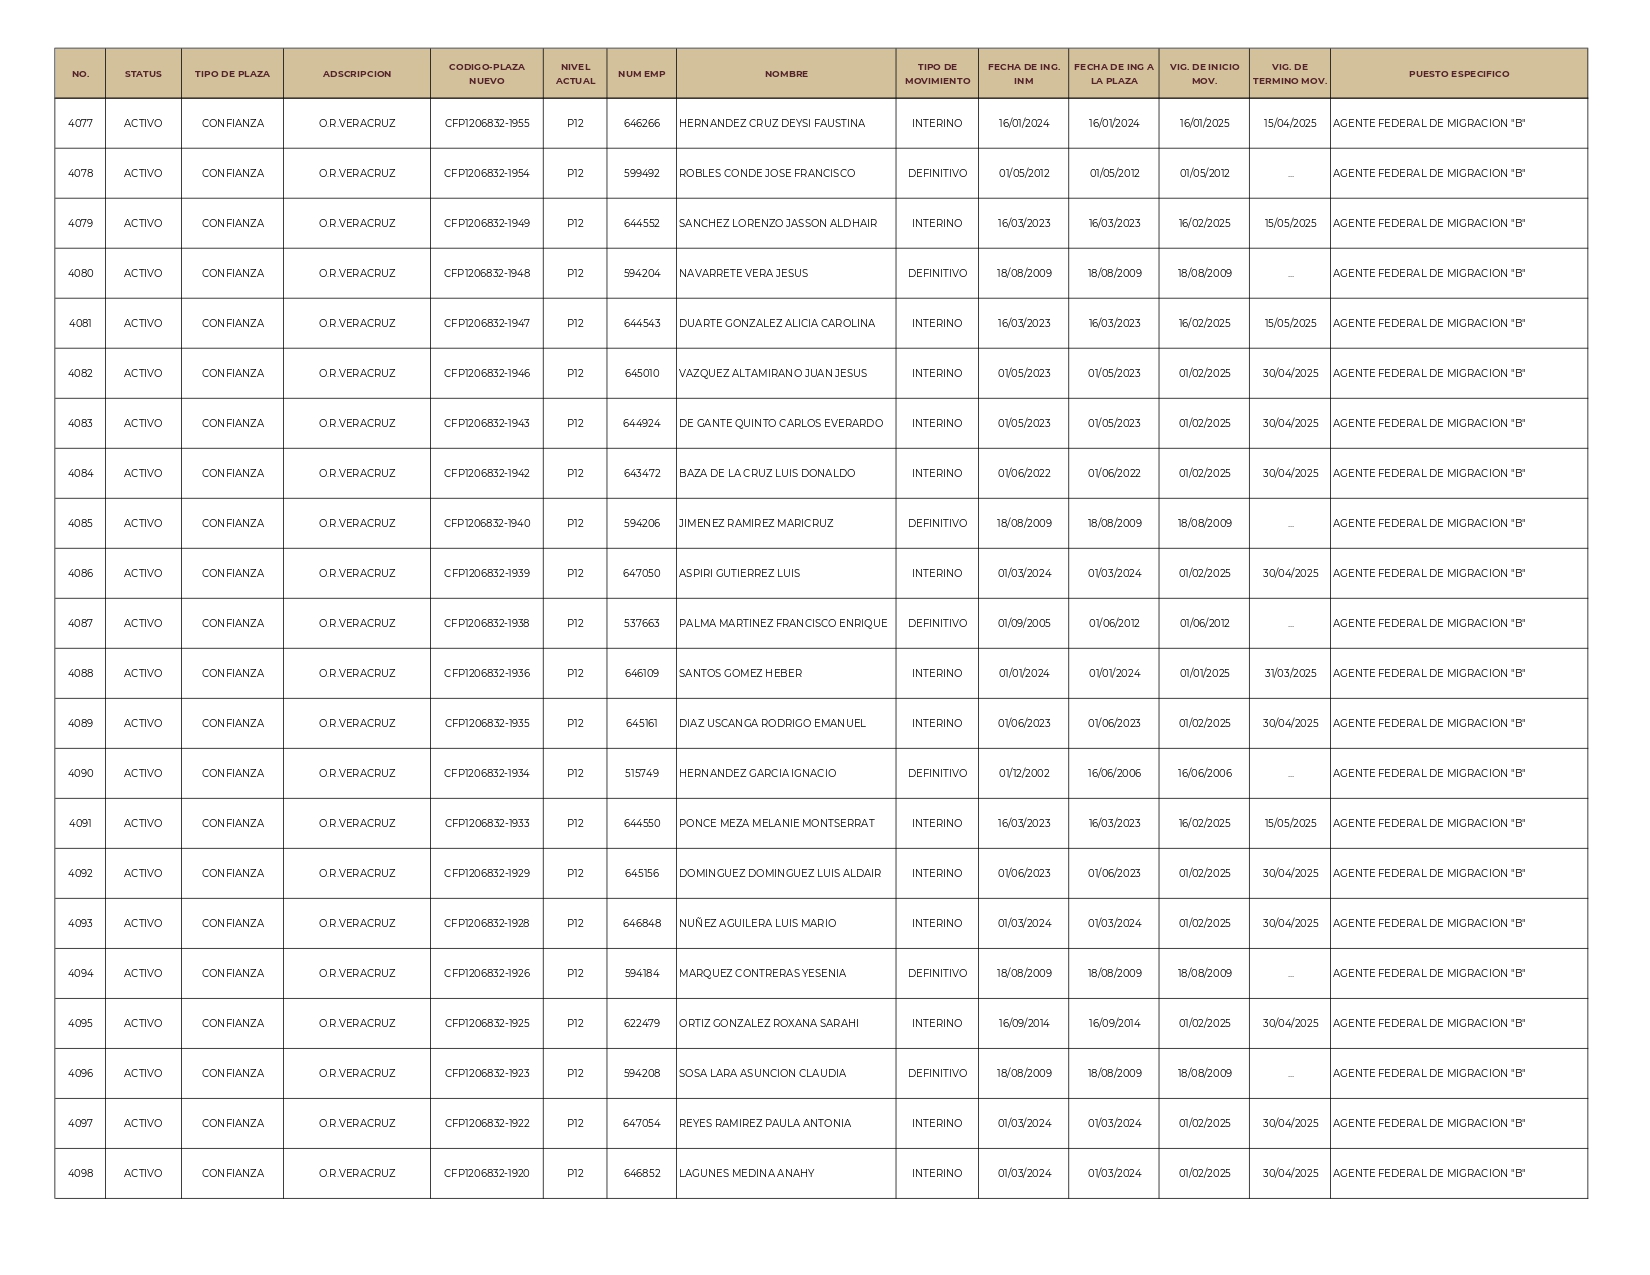 NO. STATUS TIPO DE PLAZA ADSCRIPCION CODIGO-PLAZA NUEVO NIVEL ACTUAL NUM EMP NOMBRE TIPO DE MOVIMIENTO FECHA DE ING. INM FECHA DE ING A LA PLAZA VIG. DE INICIO MOV. VIG. DE TERMINO MOV. PUESTO ESPECIFICO
4077 ACTIVO CONFIANZA O.R.VERACRUZ CFP1206832-1955 P12 646266 HERNANDEZ CRUZ DEYSI FAUSTINA INTERINO 16/01/2024 16/01/2024 16/01/2025 15/04/2025 AGENTE FEDERAL DE MIGRACION "B"
4078 ACTIVO CONFIANZA O.R.VERACRUZ CFP1206832-1954 P12 599492 ROBLES CONDE JOSE FRANCISCO DEFINITIVO 01/05/2012 01/05/2012 01/05/2012 ... AGENTE FEDERAL DE MIGRACION "B"
4079 ACTIVO CONFIANZA O.R.VERACRUZ CFP1206832-1949 P12 644552 SANCHEZ LORENZO JASSON ALDHAIR INTERINO 16/03/2023 16/03/2023 16/02/2025 15/05/2025 AGENTE FEDERAL DE MIGRACION "B"
4080 ACTIVO CONFIANZA O.R.VERACRUZ CFP1206832-1948 P12 594204 NAVARRETE VERA JESUS DEFINITIVO 18/08/2009 18/08/2009 18/08/2009 ... AGENTE FEDERAL DE MIGRACION "B"
4081 ACTIVO CONFIANZA O.R.VERACRUZ CFP1206832-1947 P12 644543 DUARTE GONZALEZ ALICIA CAROLINA INTERINO 16/03/2023 16/03/2023 16/02/2025 15/05/2025 AGENTE FEDERAL DE MIGRACION "B"
4082 ACTIVO CONFIANZA O.R.VERACRUZ CFP1206832-1946 P12 645010 VAZQUEZ ALTAMIRANO JUAN JESUS INTERINO 01/05/2023 01/05/2023 01/02/2025 30/04/2025 AGENTE FEDERAL DE MIGRACION "B"
4083 ACTIVO CONFIANZA O.R.VERACRUZ CFP1206832-1943 P12 644924 DE GANTE QUINTO CARLOS EVERARDO INTERINO 01/05/2023 01/05/2023 01/02/2025 30/04/2025 AGENTE FEDERAL DE MIGRACION "B"
4084 ACTIVO CONFIANZA O.R.VERACRUZ CFP1206832-1942 P12 643472 BAZA DE LA CRUZ LUIS DONALDO INTERINO 01/06/2022 01/06/2022 01/02/2025 30/04/2025 AGENTE FEDERAL DE MIGRACION "B"
4085 ACTIVO CONFIANZA O.R.VERACRUZ CFP1206832-1940 P12 594206 JIMENEZ RAMIREZ MARICRUZ DEFINITIVO 18/08/2009 18/08/2009 18/08/2009 ... AGENTE FEDERAL DE MIGRACION "B"
4086 ACTIVO CONFIANZA O.R.VERACRUZ CFP1206832-1939 P12 647050 ASPIRI GUTIERREZ LUIS INTERINO 01/03/2024 01/03/2024 01/02/2025 30/04/2025 AGENTE FEDERAL DE MIGRACION "B"
4087 ACTIVO CONFIANZA O.R.VERACRUZ CFP1206832-1938 P12 537663 PALMA MARTINEZ FRANCISCO ENRIQUE DEFINITIVO 01/09/2005 01/06/2012 01/06/2012 ... AGENTE FEDERAL DE MIGRACION "B"
4088 ACTIVO CONFIANZA O.R.VERACRUZ CFP1206832-1936 P12 646109 SANTOS GOMEZ HEBER INTERINO 01/01/2024 01/01/2024 01/01/2025 31/03/2025 AGENTE FEDERAL DE MIGRACION "B"
4089 ACTIVO CONFIANZA O.R.VERACRUZ CFP1206832-1935 P12 645161 DIAZ USCANGA RODRIGO EMANUEL INTERINO 01/06/2023 01/06/2023 01/02/2025 30/04/2025 AGENTE FEDERAL DE MIGRACION "B"
4090 ACTIVO CONFIANZA O.R.VERACRUZ CFP1206832-1934 P12 515749 HERNANDEZ GARCIA IGNACIO DEFINITIVO 01/12/2002 16/06/2006 16/06/2006 ... AGENTE FEDERAL DE MIGRACION "B"
4091 ACTIVO CONFIANZA O.R.VERACRUZ CFP1206832-1933 P12 644550 PONCE MEZA MELANIE MONTSERRAT INTERINO 16/03/2023 16/03/2023 16/02/2025 15/05/2025 AGENTE FEDERAL DE MIGRACION "B"
4092 ACTIVO CONFIANZA O.R.VERACRUZ CFP1206832-1929 P12 645156 DOMINGUEZ DOMINGUEZ LUIS ALDAIR INTERINO 01/06/2023 01/06/2023 01/02/2025 30/04/2025 AGENTE FEDERAL DE MIGRACION "B"
4093 ACTIVO CONFIANZA O.R.VERACRUZ CFP1206832-1928 P12 646848 NUÑEZ AGUILERA LUIS MARIO INTERINO 01/03/2024 01/03/2024 01/02/2025 30/04/2025 AGENTE FEDERAL DE MIGRACION "B"
4094 ACTIVO CONFIANZA O.R.VERACRUZ CFP1206832-1926 P12 594184 MARQUEZ CONTRERAS YESENIA DEFINITIVO 18/08/2009 18/08/2009 18/08/2009 ... AGENTE FEDERAL DE MIGRACION "B"
4095 ACTIVO CONFIANZA O.R.VERACRUZ CFP1206832-1925 P12 622479 ORTIZ GONZALEZ ROXANA SARAHI INTERINO 16/09/2014 16/09/2014 01/02/2025 30/04/2025 AGENTE FEDERAL DE MIGRACION "B"
4096 ACTIVO CONFIANZA O.R.VERACRUZ CFP1206832-1923 P12 594208 SOSA LARA ASUNCION CLAUDIA DEFINITIVO 18/08/2009 18/08/2009 18/08/2009 ... AGENTE FEDERAL DE MIGRACION "B"
4097 ACTIVO CONFIANZA O.R.VERACRUZ CFP1206832-1922 P12 647054 REYES RAMIREZ PAULA ANTONIA INTERINO 01/03/2024 01/03/2024 01/02/2025 30/04/2025 AGENTE FEDERAL DE MIGRACION "B"
4098 ACTIVO CONFIANZA O.R.VERACRUZ CFP1206832-1920 P12 646852 LAGUNES MEDINA ANAHY INTERINO 01/03/2024 01/03/2024 01/02/2025 30/04/2025 AGENTE FEDERAL DE MIGRACION "B"